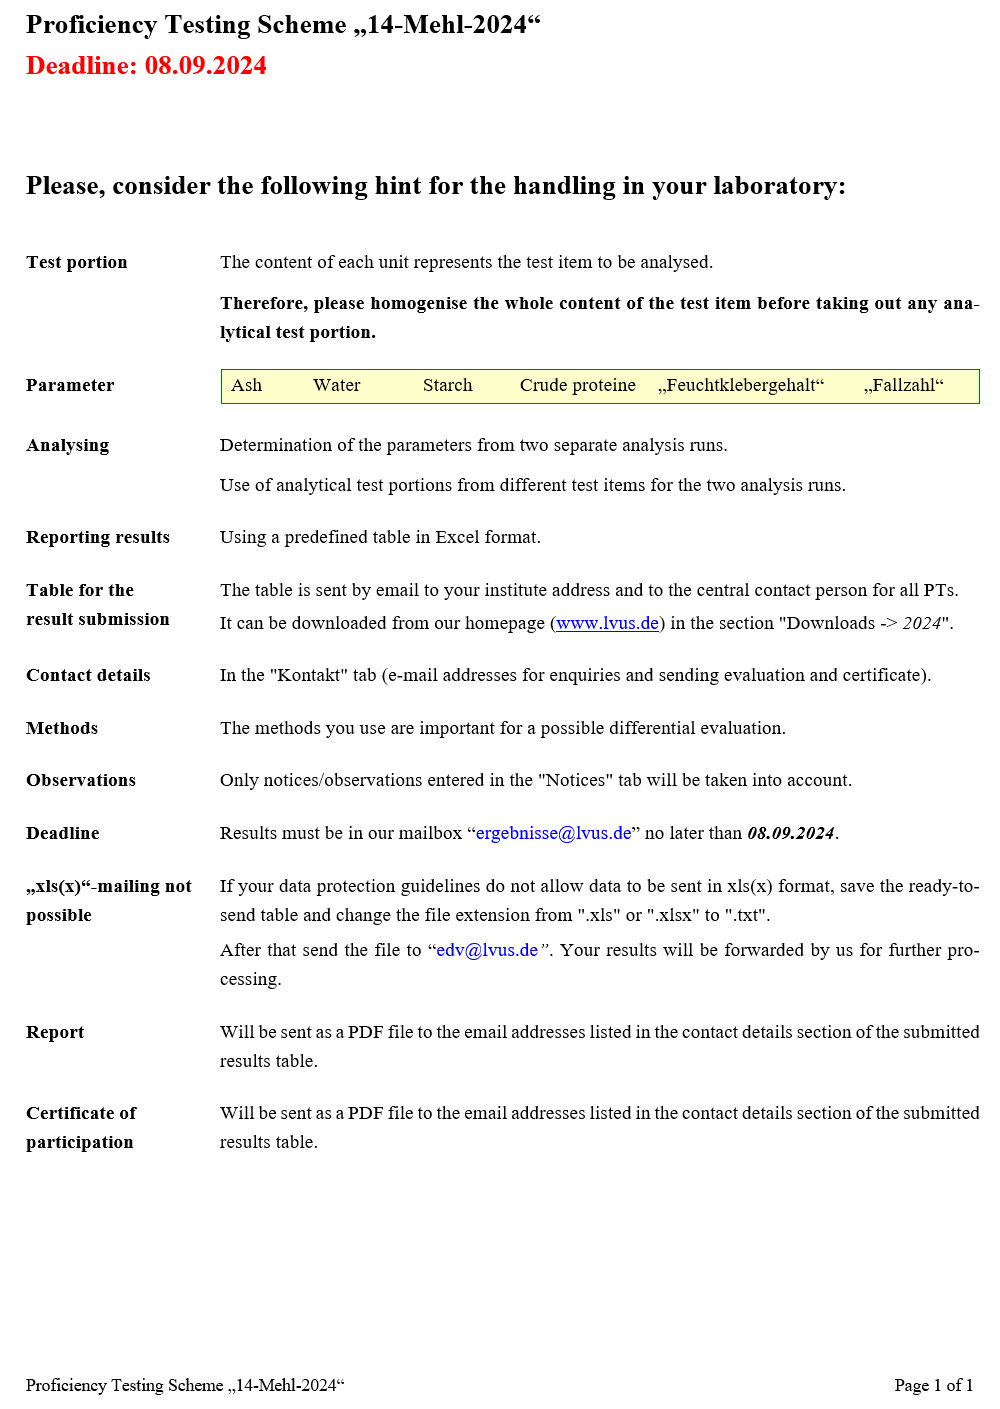 Proficiency Testing Scheme „14-Mehl-2024“
Deadline: 08.09.2024
Please, consider the following hint for the handling in your laboratory:
Test portion The content of each unit represents the test item to be analysed.
Therefore, please homogenise the whole content of the test item before taking out any ana-
lytical test portion.
Parameter Ash Water Starch Crude proteine „Feuchtklebergehalt“ „Fallzahl“
Analysing Determination of the parameters from two separate analysis runs.
Use of analytical test portions from different test items for the two analysis runs.
Reporting results Using a predefined table in Excel format.
Table for the The table is sent by email to your institute address and to the central contact person for all PTs.
result submission It can be downloaded from our homepage (www.lvus.de) in the section "Downloads -> 2024".
Contact details In the "Kontakt" tab (e-mail addresses for enquiries and sending evaluation and certificate).
Methods The methods you use are important for a possible differential evaluation.
Observations Only notices/observations entered in the "Notices" tab will be taken into account.
Deadline Results must be in our mailbox “ergebnisse@lvus.de” no later than 08.09.2024.
„xls(x)“-mailing not If your data protection guidelines do not allow data to be sent in xls(x) format, save the ready-to-
possible send table and change the file extension from ".xls" or ".xlsx" to ".txt".
After that send the file to “edv@lvus.de”. Your results will be forwarded by us for further pro-
cessing.
Report Will be sent as a PDF file to the email addresses listed in the contact details section of the submitted
results table.
Certificate of Will be sent as a PDF file to the email addresses listed in the contact details section of the submitted
participation results table.
Proficiency Testing Scheme „14-Mehl-2024“ Page 1 of 1